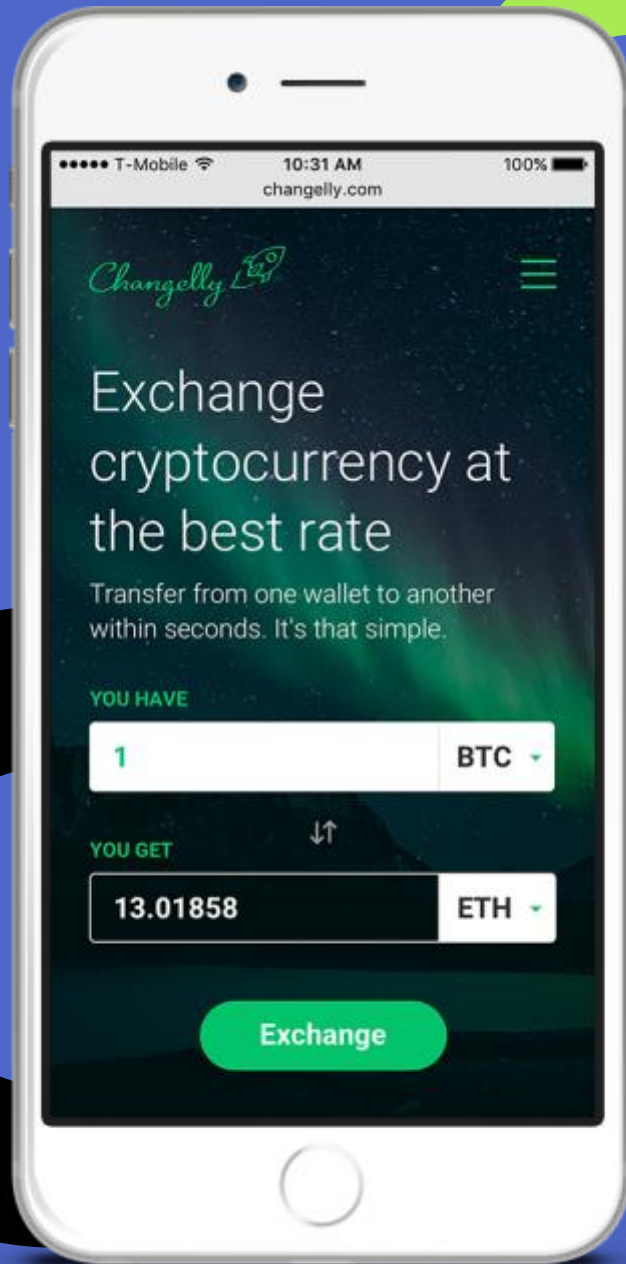 T-Mobile 10:31 AM 100%
changelly.com
Changelly
Exchange
cryptocurrency at
the best rate
Transfer from one wallet to another
within seconds. It's that simple.
YOU HAVE
1 BTC
YOU GET
13.01858 ETH
Exchange